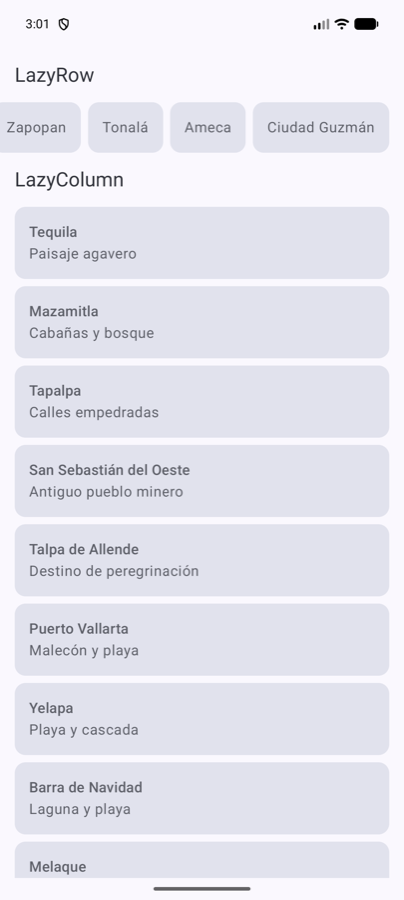 3:01
LazyRow
Zapopan Tonalá Ameca Ciudad Guzmán
LazyColumn
Tequila
Paisaje agavero
Mazamitla
Cabañas y bosque
Tapalpa
Calles empedradas
San Sebastián del Oeste
Antiguo pueblo minero
Talpa de Allende
Destino de peregrinación
Puerto Vallarta
Malecón y playa
Yelapa
Playa y cascada
Barra de Navidad
Laguna y playa
Melaque